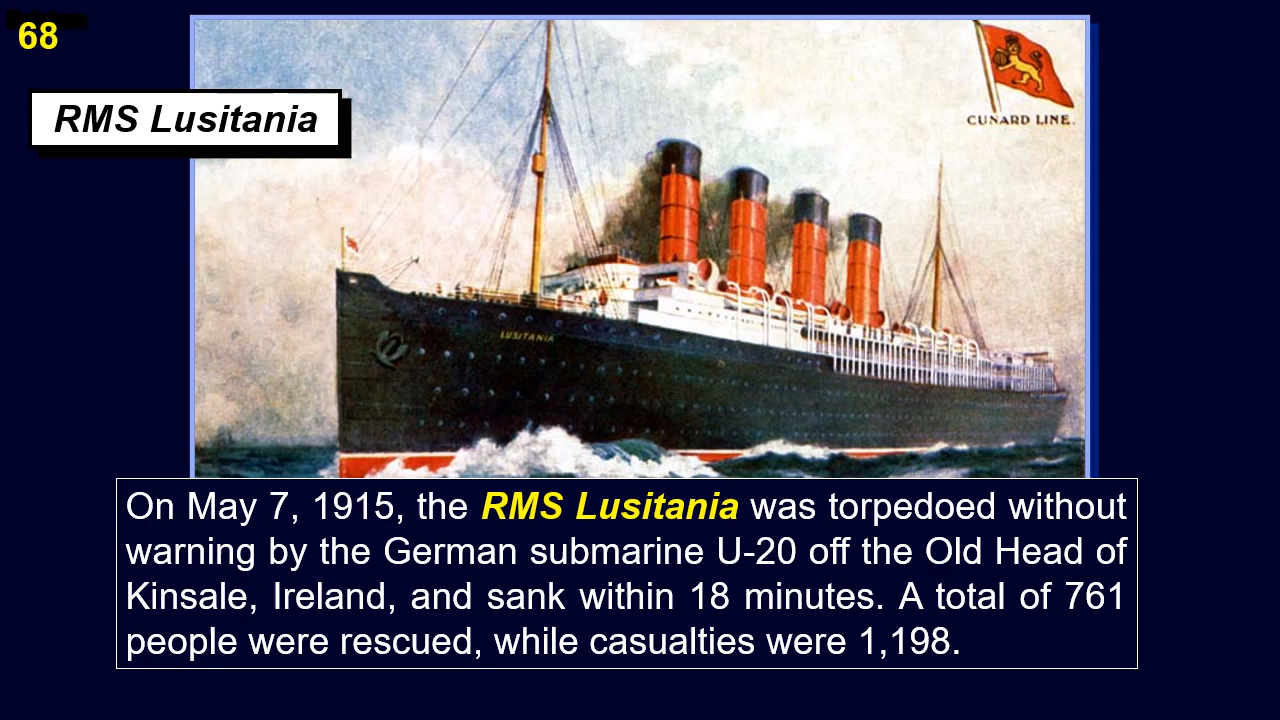 68
RMS Lusitania
CUNARD LINE.
LUSITANIA
On May 7, 1915, the RMS Lusitania was torpedoed without
warning by the German submarine U-20 off the Old Head of
Kinsale, Ireland, and sank within 18 minutes. A total of 761
people were rescued, while casualties were 1,198.